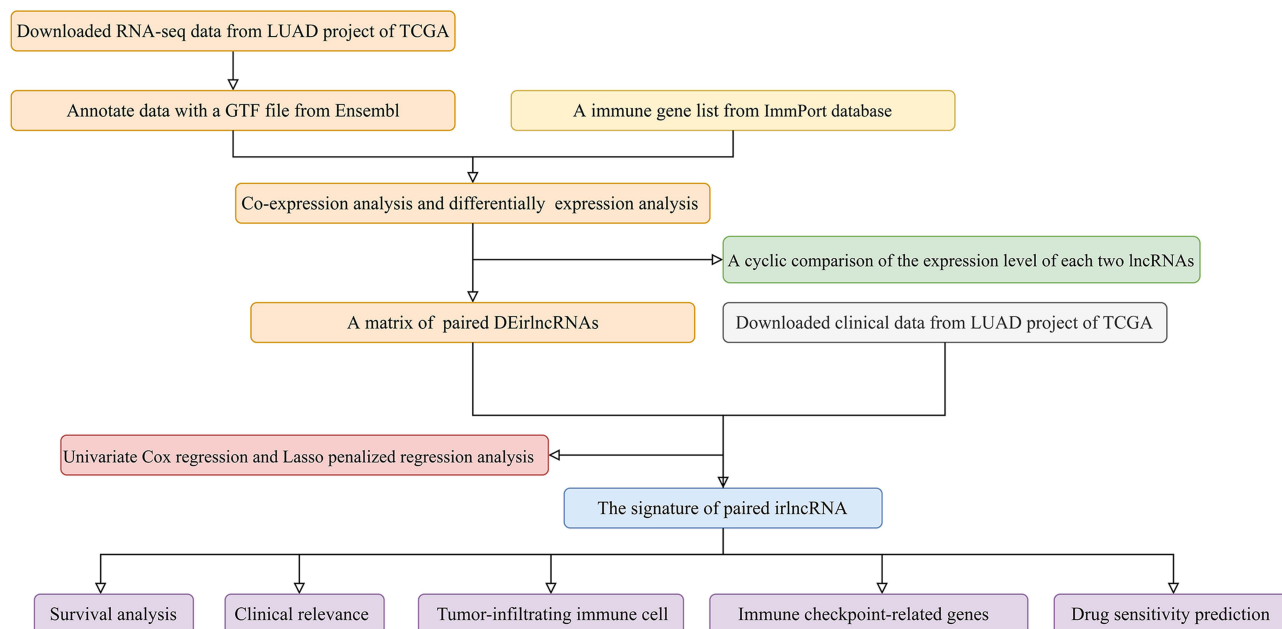 Downloaded RNA-seq data from LUAD project of TCGA
Annotate data with a GTF file from Ensembl
A immune gene list from ImmPort database
Co-expression analysis and differentially expression analysis
A cyclic comparison of the expression level of each two lncRNAs
A matrix of paired DEirlncRNAs
Downloaded clinical data from LUAD project of TCGA
Univariate Cox regression and Lasso penalized regression analysis
The signature of paired irlncRNA
Survival analysis
Clinical relevance
Tumor-infiltrating immune cell
Immune checkpoint-related genes
Drug sensitivity prediction